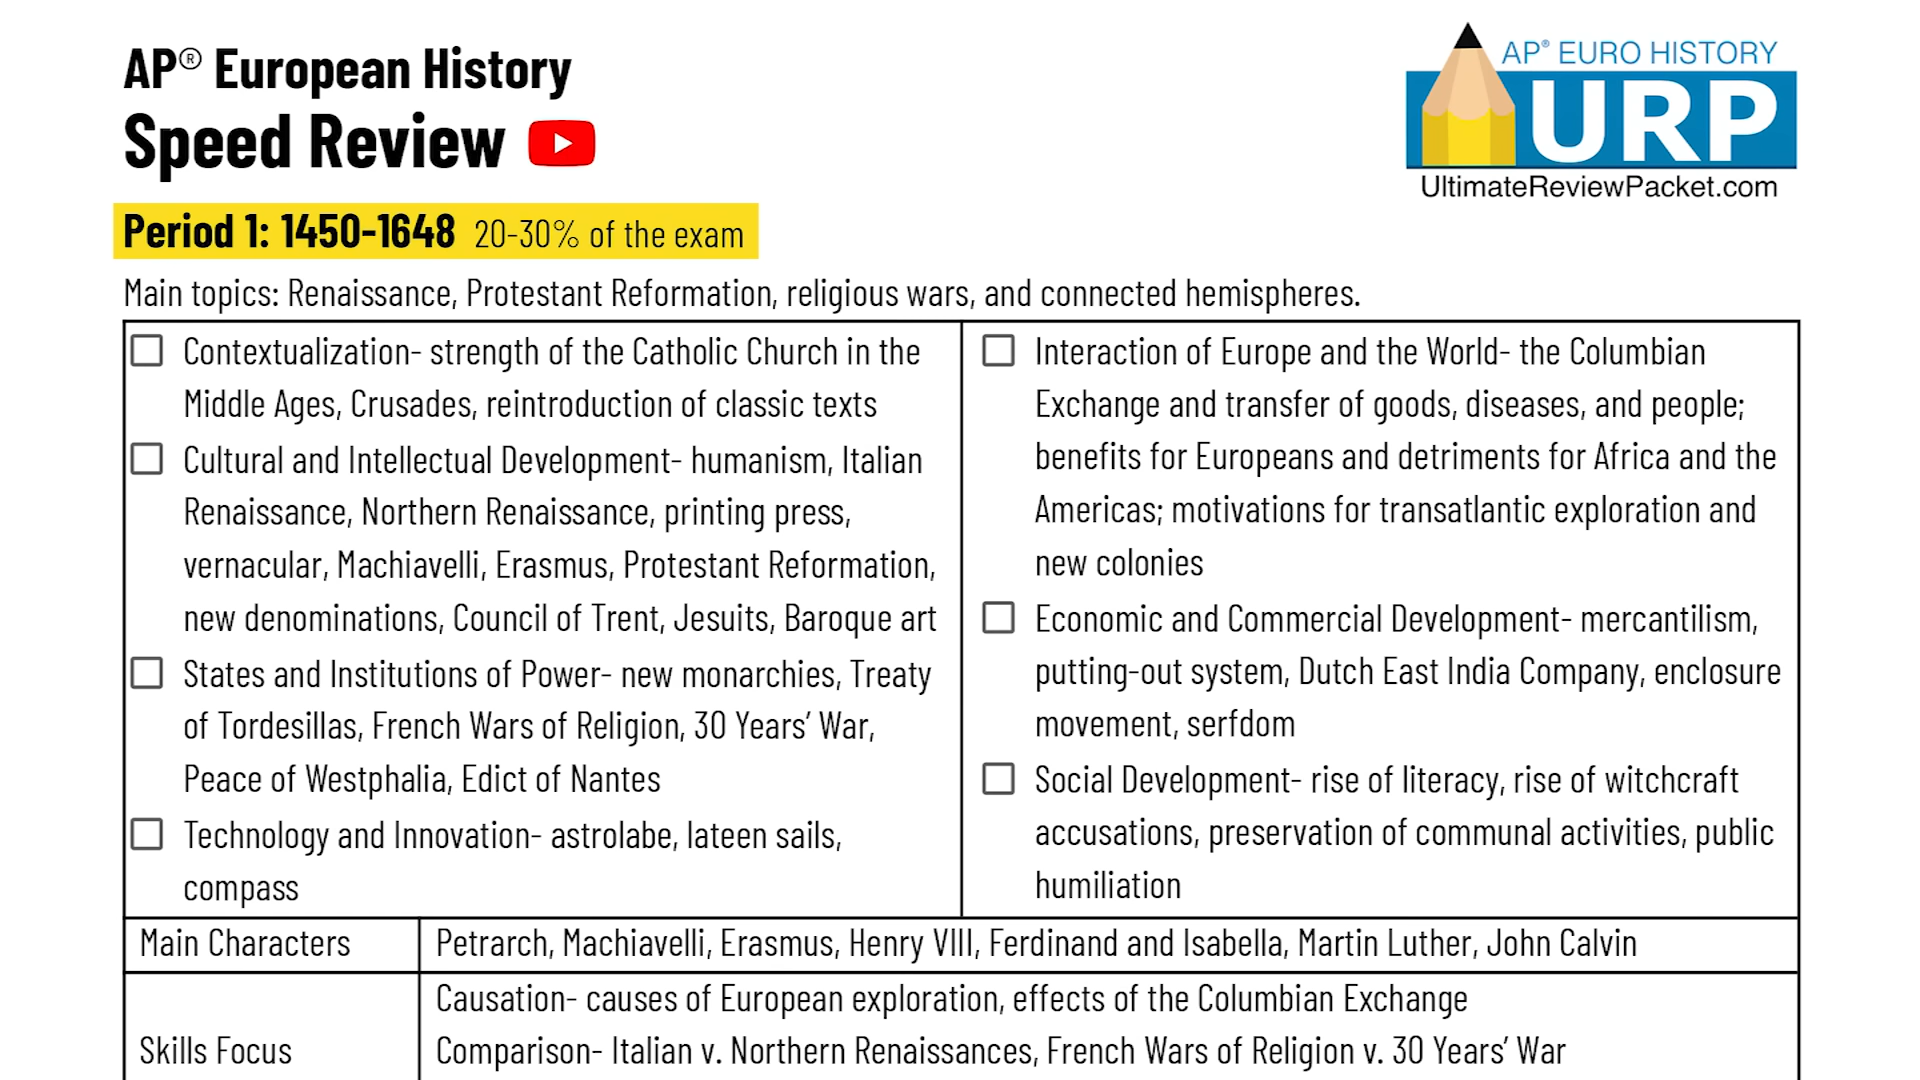 AP® European History
Speed Review
AP® EURO HISTORY
URP
UltimateReviewPacket.com
Period 1: 1450-1648 20-30% of the exam
Main topics: Renaissance, Protestant Reformation, religious wars, and connected hemispheres.
Contextualization- strength of the Catholic Church in the
Middle Ages, Crusades, reintroduction of classic texts
Cultural and Intellectual Development- humanism, Italian
Renaissance, Northern Renaissance, printing press,
vernacular, Machiavelli, Erasmus, Protestant Reformation,
new denominations, Council of Trent, Jesuits, Baroque art
States and Institutions of Power- new monarchies, Treaty
of Tordesillas, French Wars of Religion, 30 Years’ War,
Peace of Westphalia, Edict of Nantes
Technology and Innovation- astrolabe, lateen sails,
compass
Interaction of Europe and the World- the Columbian
Exchange and transfer of goods, diseases, and people;
benefits for Europeans and detriments for Africa and the
Americas; motivations for transatlantic exploration and
new colonies
Economic and Commercial Development- mercantilism,
putting-out system, Dutch East India Company, enclosure
movement, serfdom
Social Development- rise of literacy, rise of witchcraft
accusations, preservation of communal activities, public
humiliation
Main Characters
Petrarch, Machiavelli, Erasmus, Henry VIII, Ferdinand and Isabella, Martin Luther, John Calvin
Skills Focus
Causation- causes of European exploration, effects of the Columbian Exchange
Comparison- Italian v. Northern Renaissances, French Wars of Religion v. 30 Years’ War